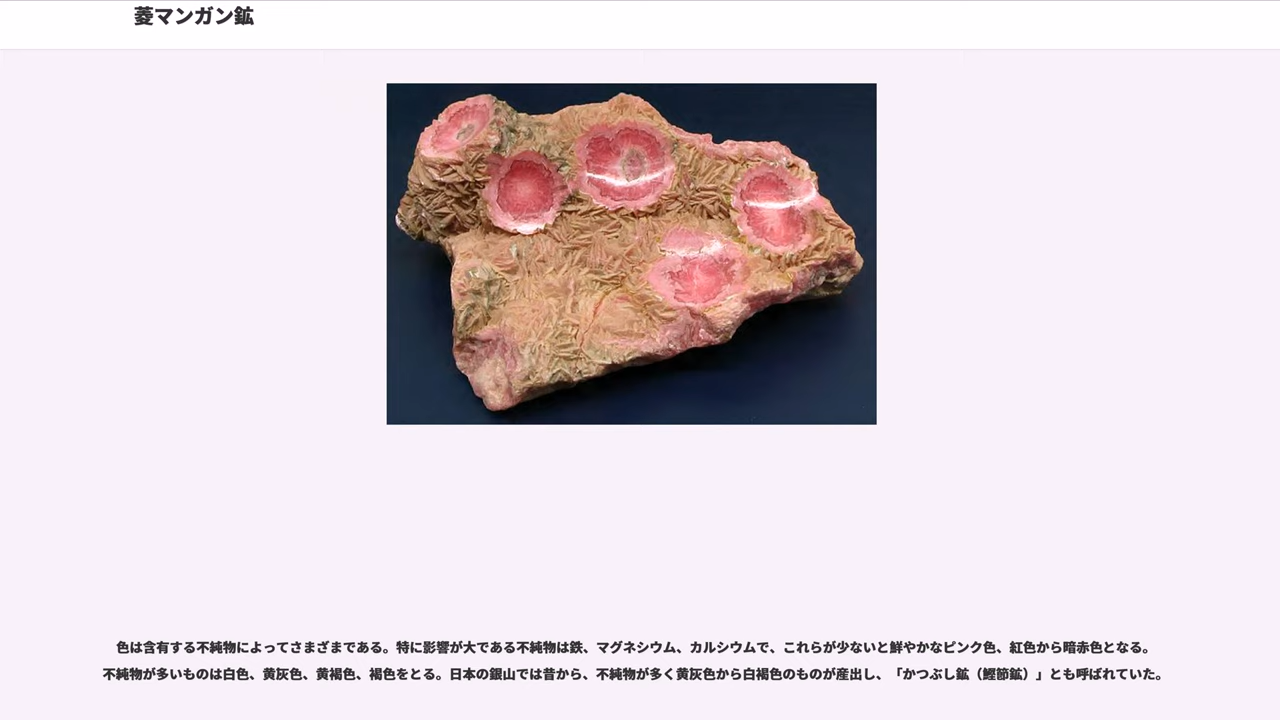 菱マンガン鉱
色は含有する不純物によってさまざまである。特に影響が大である不純物は鉄、マグネシウム、カルシウムで、これらが少ないと鮮やかなピンク色、紅色から暗赤色となる。
不純物が多いものは白色、黄灰色、黄褐色、褐色をとる。日本の銀山では昔から、不純物が多く黄灰色から白褐色のものが産出し、「かつぶし鉱（鰹節鉱）」とも呼ばれていた。